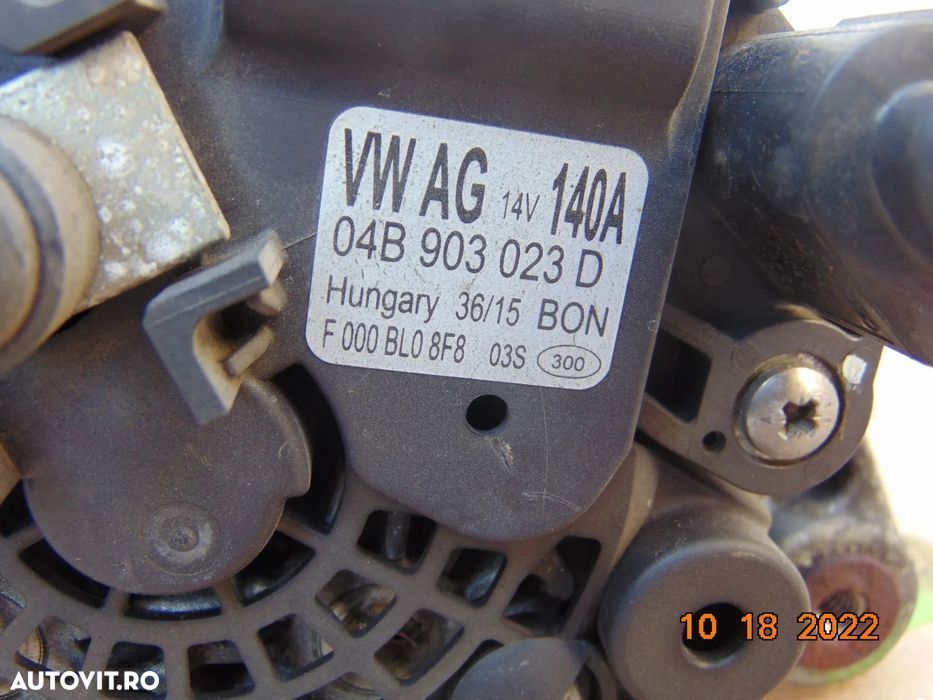 VW AG 14V 140A
04B 903 023 D
Hungary 36/15 BON
F 000 BL0 8F8 03S 300
10 18 2022
AUTOVIT.RO